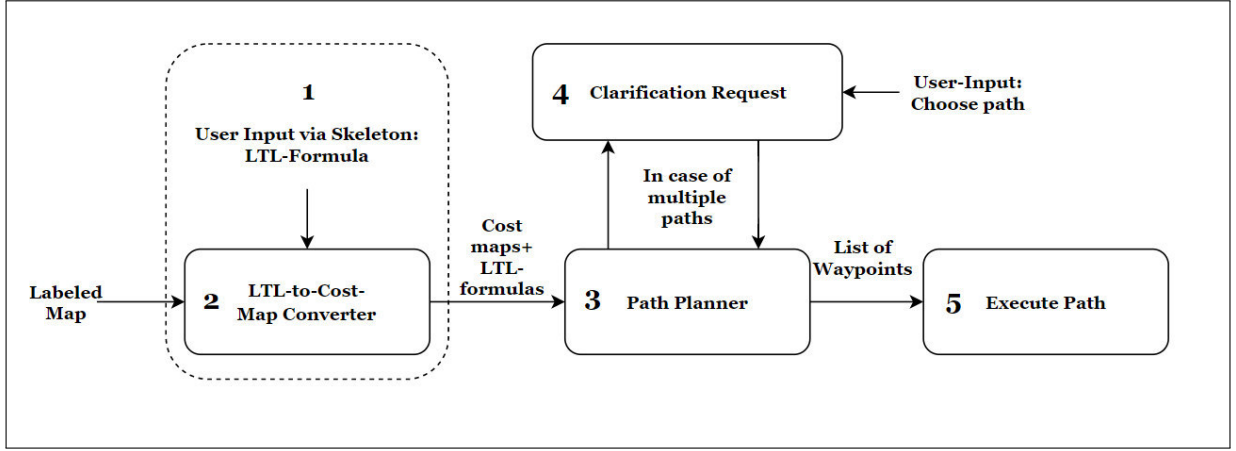 1
User Input via Skeleton:
LTL-Formula
Labeled
Map
2
LTL-to-Cost-
Map Converter
Cost
maps+
LTL-
formulas
3
Path Planner
4
Clarification Request
User-Input:
Choose path
In case of
multiple
paths
List of
Waypoints
5
Execute Path